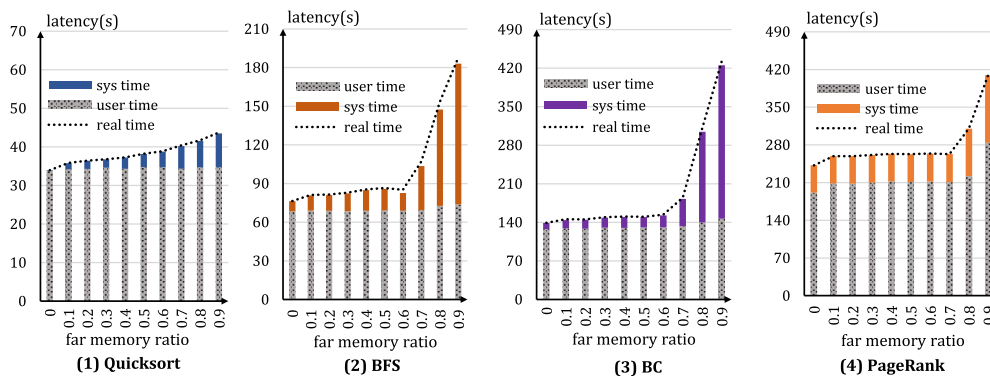 latency(s)
70
60
50
40
30
20
10
0
sys time
user time
real time
0 0.1 0.2 0.3 0.4 0.5 0.6 0.7 0.8 0.9
far memory ratio
(1) Quicksort
latency(s)
210
180
150
120
90
60
30
0
user time
sys time
real time
0 0.1 0.2 0.3 0.4 0.5 0.6 0.7 0.8 0.9
far memory ratio
(2) BFS
latency(s)
490
420
350
280
210
140
70
0
user time
sys time
real time
0 0.1 0.2 0.3 0.4 0.5 0.6 0.7 0.8 0.9
far memory ratio
(3) BC
latency(s)
490
420
350
280
210
140
70
0
user time
sys time
real time
0 0.1 0.2 0.3 0.4 0.5 0.6 0.7 0.8 0.9
far memory ratio
(4) PageRank